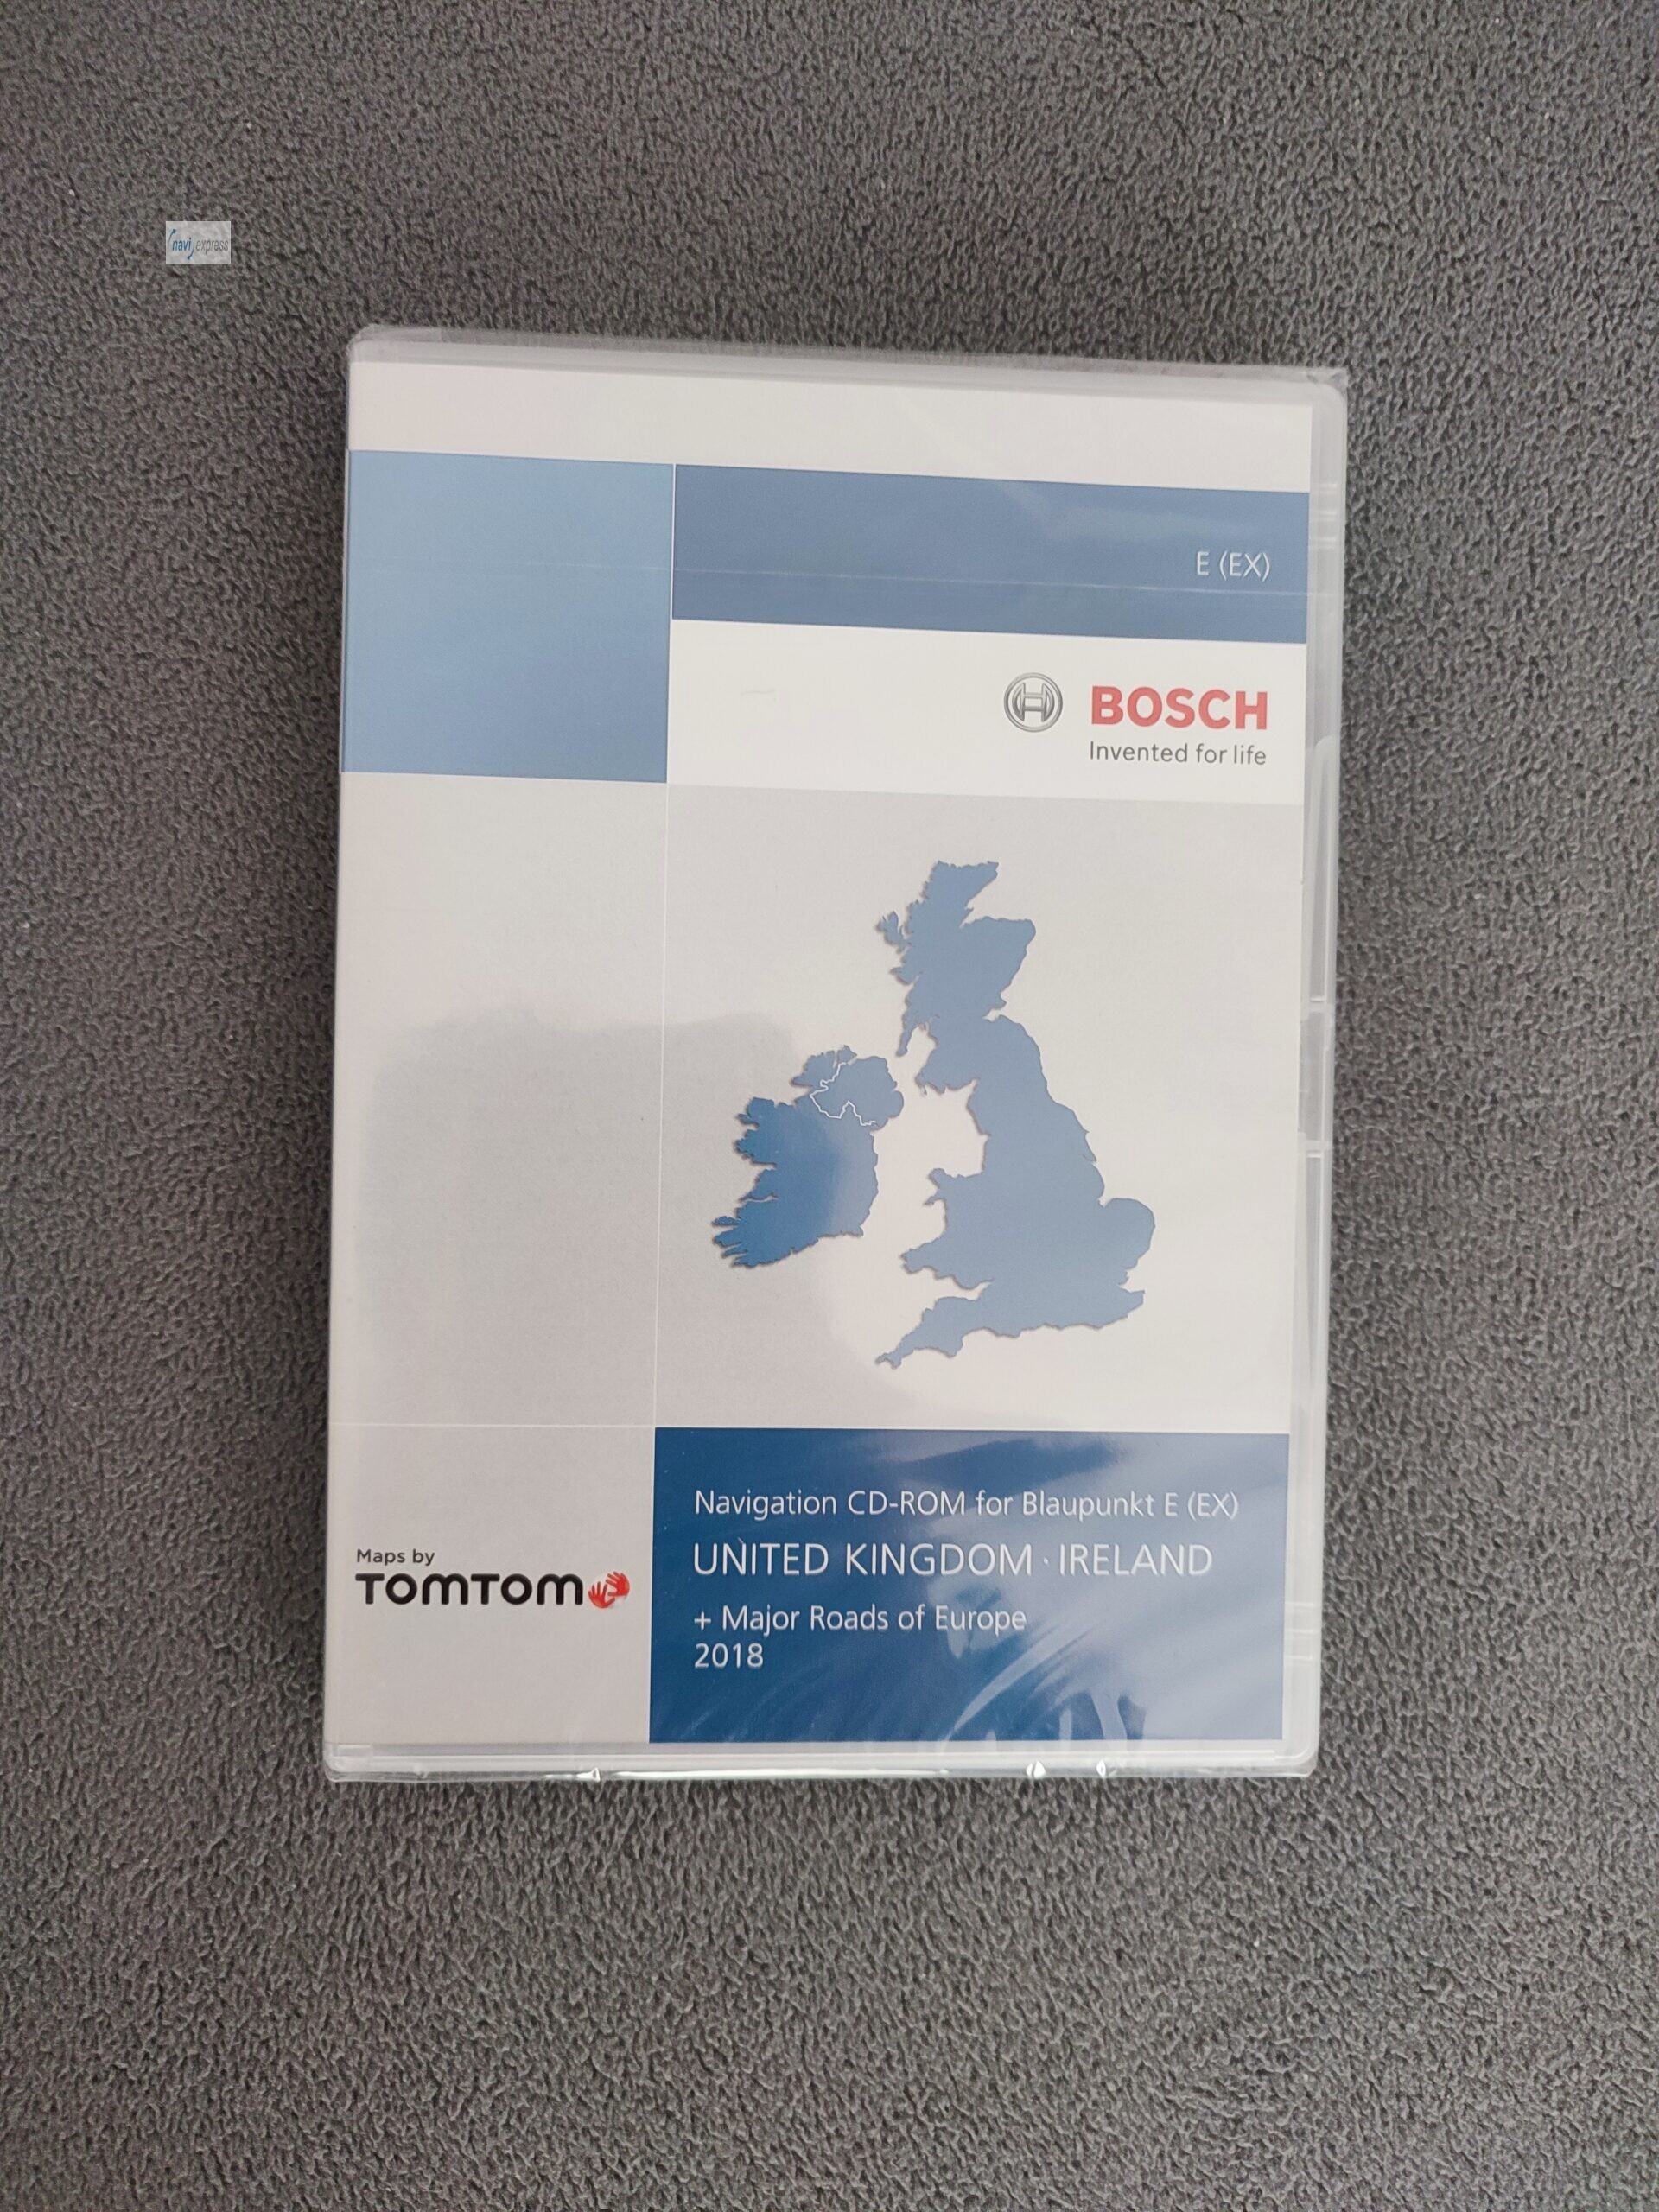 navi express
E (EX)
BOSCH
Invented for life
Navigation CD-ROM for Blaupunkt E (EX)
UNITED KINGDOM · IRELAND
+ Major Roads of Europe
2018
Maps by
TOMTOM